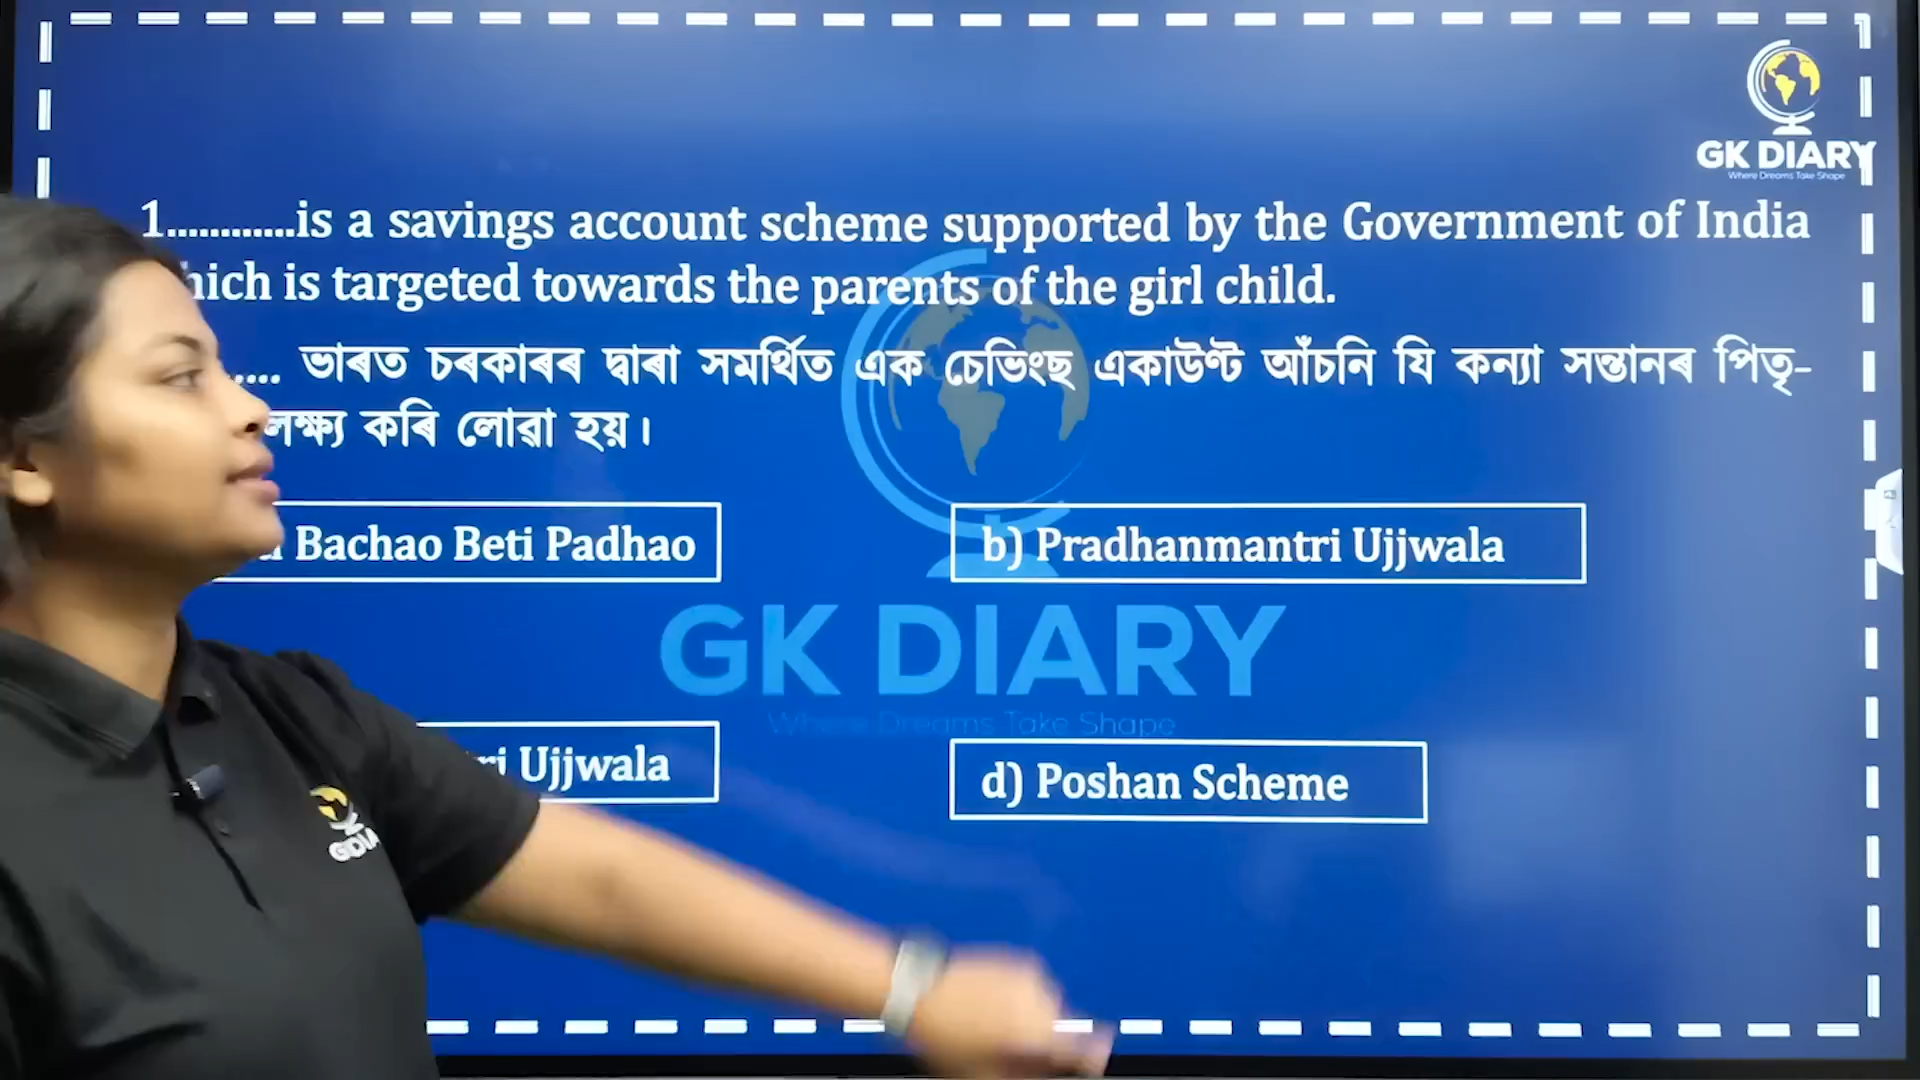 GK DIARY
Where Dreams Take Shape
1............is a savings account scheme supported by the Government of India
is targeted towards the parents of the girl child.
.... ভাৰত চৰকাৰৰ দ্বাৰা সমৰ্থিত এক চেভিংছ একাউণ্ট আঁচনি যি কন্যা সন্তানৰ পিতৃ-
লক্ষ্য কৰি লোৱা হয়।
Bachao Beti Padhao
b) Pradhanmantri Ujjwala
GK DIARY
Where Dreams Take Shape
Ujjwala
d) Poshan Scheme